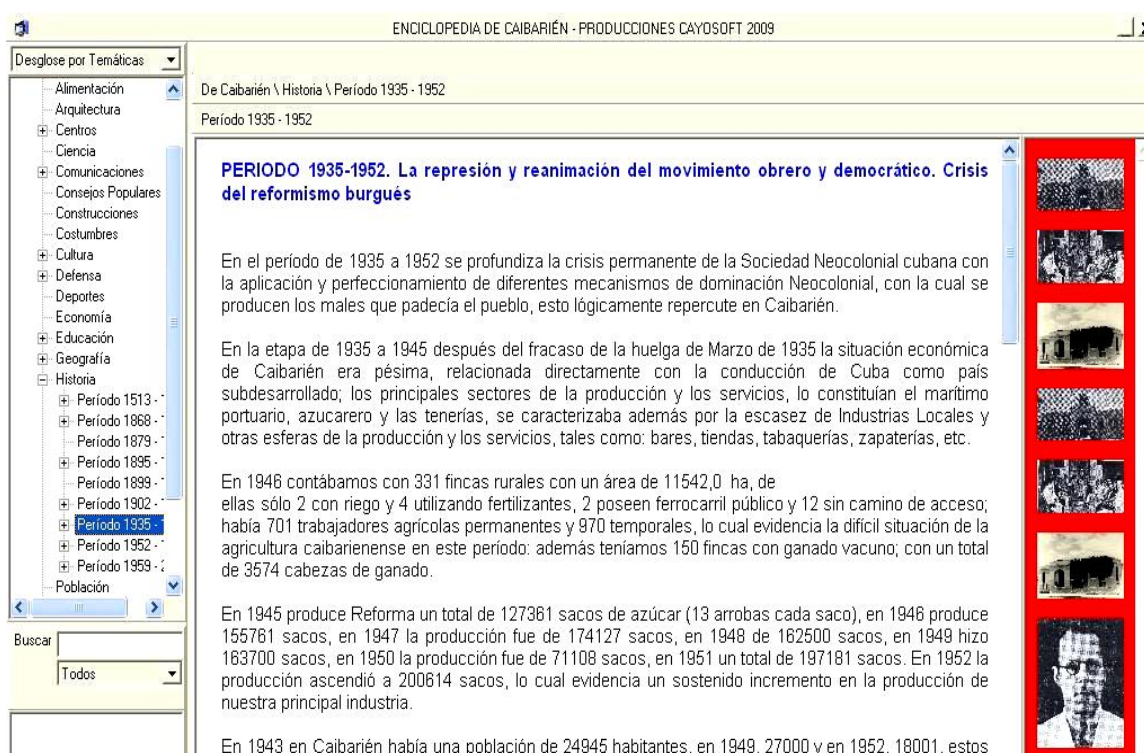 ENCICLOPEDIA DE CAIBARIÉN - PRODUCCIONES CAYOSOFT 2009
Desglose por Temáticas
Alimentación
Arquitectura
Centros
Ciencia
Comunicaciones
Consejos Populares
Construcciones
Costumbres
Cultura
Defensa
Deportes
Economía
Educación
Geografía
Historia
Período 1513 -
Período 1868 -
Período 1879 -
Período 1895 -
Período 1899 -
Período 1902 -
Período 1935 -
Período 1952 -
Período 1959 - 2
Población
Buscar
Todos
De Caibarién \ Historia \ Período 1935 - 1952
Período 1935 - 1952
PERIODO 1935-1952. La represión y reanimación del movimiento obrero y democrático. Crisis
del reformismo burgués
En el período de 1935 a 1952 se profundiza la crisis permanente de la Sociedad Neocolonial cubana con
la aplicación y perfeccionamiento de diferentes mecanismos de dominación Neocolonial, con la cual se
producen los males que padecía el pueblo, esto lógicamente repercute en Caibarién.
En la etapa de 1935 a 1945 después del fracaso de la huelga de Marzo de 1935 la situación económica
de Caibarién era pésima, relacionada directamente con la conducción de Cuba como país
subdesarrollado; los principales sectores de la producción y los servicios, lo constituían el marítimo
portuario, azucarero y las tenerías, se caracterizaba además por la escasez de Industrias Locales y
otras esferas de la producción y los servicios, tales como: bares, tiendas, tabaquerías, zapaterías, etc.
En 1946 contábamos con 331 fincas rurales con un área de 11542,0 ha, de
ellas sólo 2 con riego y 4 utilizando fertilizantes, 2 poseen ferrocarril público y 12 sin camino de acceso;
había 701 trabajadores agrícolas permanentes y 970 temporales, lo cual evidencia la difícil situación de la
agricultura caibarienense en este período: además teníamos 150 fincas con ganado vacuno; con un total
de 3574 cabezas de ganado.
En 1945 produce Reforma un total de 127361 sacos de azúcar (13 arrobas cada saco), en 1946 produce
155761 sacos, en 1947 la producción fue de 174127 sacos, en 1948 de 162500 sacos, en 1949 hizo
163700 sacos, en 1950 la producción fue de 71108 sacos, en 1951 un total de 197181 sacos. En 1952 la
producción ascendió a 200614 sacos, lo cual evidencia un sostenido incremento en la producción de
nuestra principal industria.
En 1943 en Caibarién había una población de 24945 habitantes, en 1949, 27000 y en 1952, 18001, estos